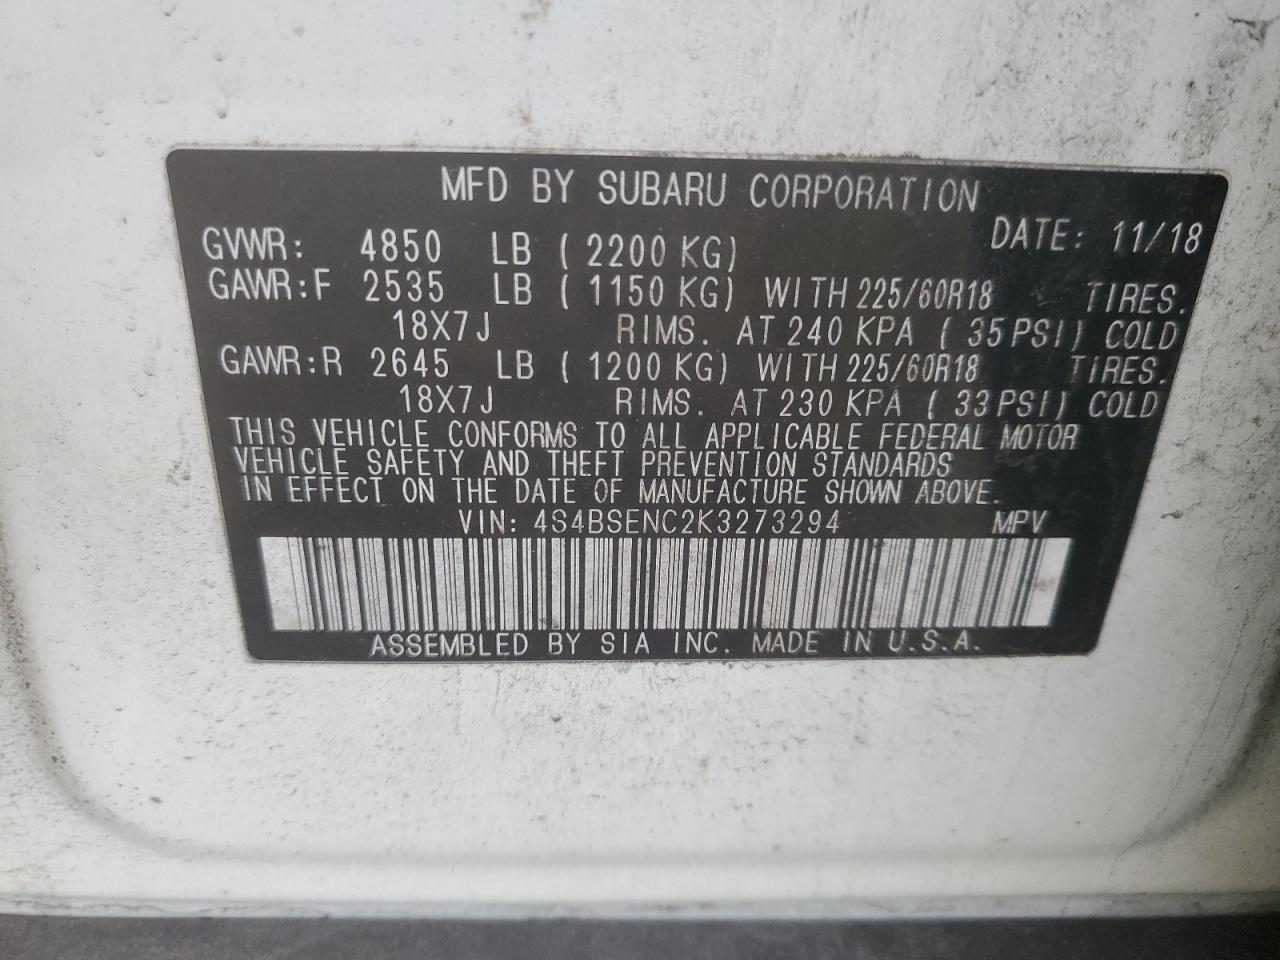 MFD BY SUBARU CORPORATION
DATE: 11/18
GVWR: 4850 LB ( 2200 KG)
GAWR:F 2535 LB ( 1150 KG) WITH 225/60R18 TIRES.
18X7J RIMS. AT 240 KPA ( 35 PSI) COLD
GAWR:R 2645 LB ( 1200 KG) WITH 225/60R18 TIRES.
18X7J RIMS. AT 230 KPA ( 33 PSI) COLD
THIS VEHICLE CONFORMS TO ALL APPLICABLE FEDERAL MOTOR
VEHICLE SAFETY AND THEFT PREVENTION STANDARDS
IN EFFECT ON THE DATE OF MANUFACTURE SHOWN ABOVE.
VIN: 4S4BSENC2K3273294 MPV
ASSEMBLED BY SIA INC. MADE IN U.S.A.